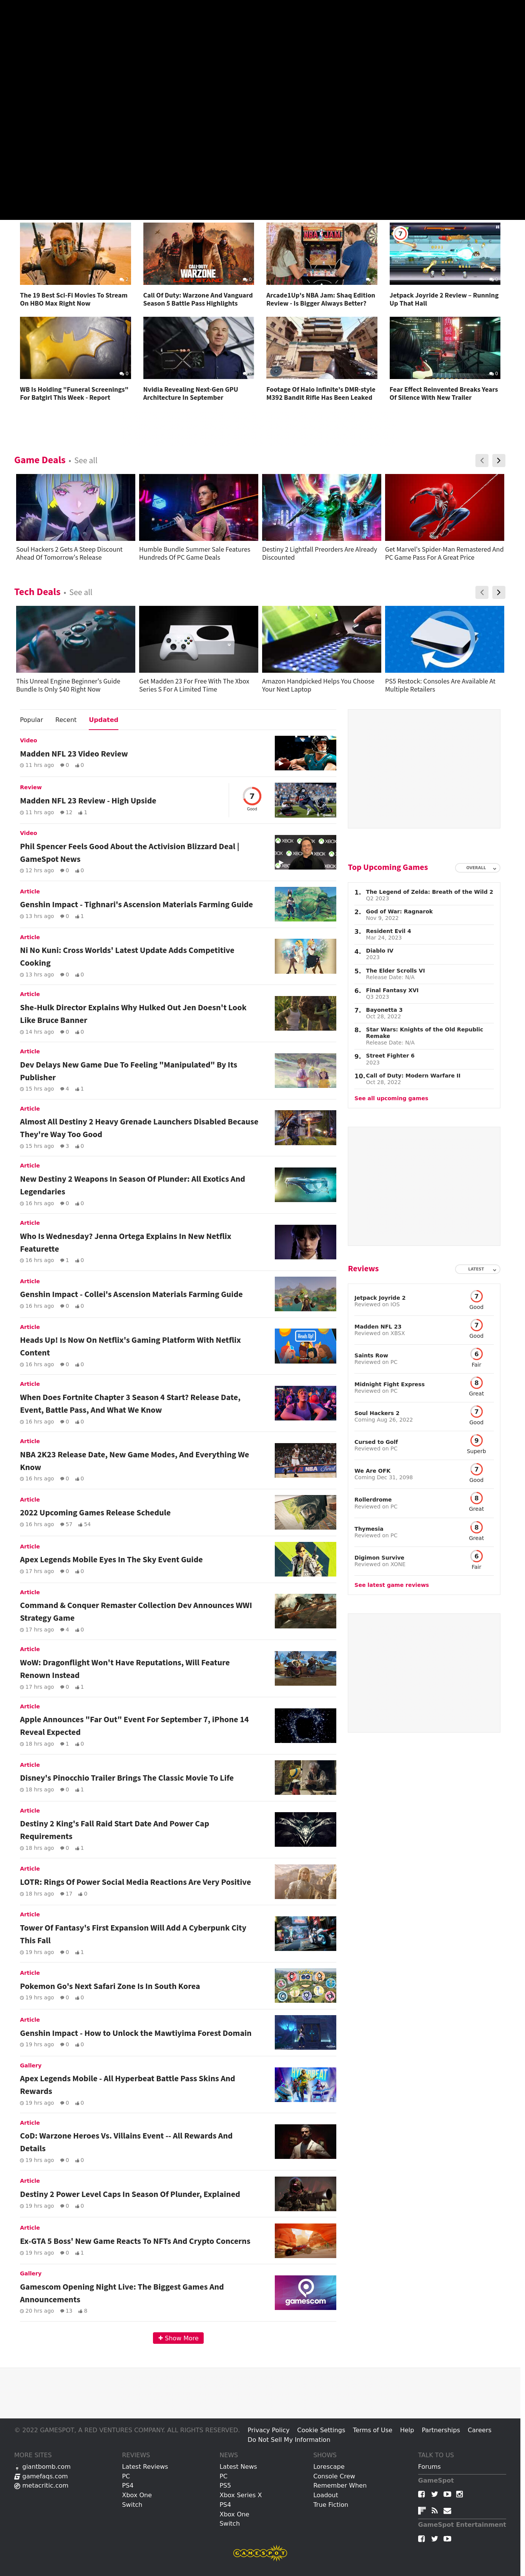 The 19 Best Sci-Fi Movies To Stream
On HBO Max Right Now
CALL OF DUTY
WARZONE
Call Of Duty: Warzone And Vanguard
Season 5 Battle Pass Highlights
NBA JAM
Arcade1Up's NBA Jam: Shaq Edition
Review - Is Bigger Always Better?
7
Jetpack Joyride 2 Review – Running
Up That Hall
0
WB Is Holding "Funeral Screenings"
For Batgirl This Week - Report
Nvidia Revealing Next-Gen GPU
Architecture In September
Footage Of Halo Infinite's DMR-style
M392 Bandit Rifle Has Been Leaked
0
Fear Effect Reinvented Breaks Years
Of Silence With New Trailer
Game Deals • See all
Soul Hackers 2 Gets A Steep Discount
Ahead Of Tomorrow's Release
Humble Bundle Summer Sale Features
Hundreds Of PC Game Deals
Destiny 2 Lightfall Preorders Are Already
Discounted
Get Marvel's Spider-Man Remastered And
PC Game Pass For A Great Price
Tech Deals • See all
This Unreal Engine Beginner's Guide
Bundle Is Only $40 Right Now
Get Madden 23 For Free With The Xbox
Series S For A Limited Time
Amazon Handpicked Helps You Choose
Your Next Laptop
PS5 Restock: Consoles Are Available At
Multiple Retailers
Popular Recent Updated
Video
Madden NFL 23 Video Review
11 hrs ago 0 0
Review
Madden NFL 23 Review - High Upside
11 hrs ago 12 1
7
Good
Video
Phil Spencer Feels Good About the Activision Blizzard Deal |
GameSpot News
12 hrs ago 0 0
XBOX
Article
Genshin Impact - Tighnari's Ascension Materials Farming Guide
13 hrs ago 0 1
Article
Ni No Kuni: Cross Worlds' Latest Update Adds Competitive
Cooking
13 hrs ago 0 0
Article
She-Hulk Director Explains Why Hulked Out Jen Doesn't Look
Like Bruce Banner
14 hrs ago 0 0
Article
Dev Delays New Game Due To Feeling "Manipulated" By Its
Publisher
15 hrs ago 4 1
Article
Almost All Destiny 2 Heavy Grenade Launchers Disabled Because
They're Way Too Good
15 hrs ago 3 0
Article
New Destiny 2 Weapons In Season Of Plunder: All Exotics And
Legendaries
16 hrs ago 0 0
Article
Who Is Wednesday? Jenna Ortega Explains In New Netflix
Featurette
16 hrs ago 1 0
Article
Genshin Impact - Collei's Ascension Materials Farming Guide
16 hrs ago 0 0
Article
Heads Up! Is Now On Netflix's Gaming Platform With Netflix
Content
16 hrs ago 0 0
Heads Up!
Article
When Does Fortnite Chapter 3 Season 4 Start? Release Date,
Event, Battle Pass, And What We Know
16 hrs ago 0 0
Article
NBA 2K23 Release Date, New Game Modes, And Everything We
Know
16 hrs ago 0 0
Article
2022 Upcoming Games Release Schedule
16 hrs ago 57 54
Article
Apex Legends Mobile Eyes In The Sky Event Guide
17 hrs ago 0 0
Article
Command & Conquer Remaster Collection Dev Announces WWI
Strategy Game
17 hrs ago 4 0
Article
WoW: Dragonflight Won't Have Reputations, Will Feature
Renown Instead
17 hrs ago 0 1
Article
Apple Announces "Far Out" Event For September 7, iPhone 14
Reveal Expected
18 hrs ago 1 0
Article
Disney's Pinocchio Trailer Brings The Classic Movie To Life
18 hrs ago 0 1
Article
Destiny 2 King's Fall Raid Start Date And Power Cap
Requirements
18 hrs ago 0 1
Article
LOTR: Rings Of Power Social Media Reactions Are Very Positive
18 hrs ago 17 0
Article
Tower Of Fantasy's First Expansion Will Add A Cyberpunk City
This Fall
19 hrs ago 0 1
Article
Pokemon Go's Next Safari Zone Is In South Korea
19 hrs ago 0 0
Article
Genshin Impact - How to Unlock the Mawtiyima Forest Domain
19 hrs ago 0 0
Gallery
Apex Legends Mobile - All Hyperbeat Battle Pass Skins And
Rewards
19 hrs ago 0 0
Article
CoD: Warzone Heroes Vs. Villains Event -- All Rewards And
Details
19 hrs ago 0 0
Article
Destiny 2 Power Level Caps In Season Of Plunder, Explained
19 hrs ago 0 0
Article
Ex-GTA 5 Boss' New Game Reacts To NFTs And Crypto Concerns
19 hrs ago 0 1
Gallery
Gamescom Opening Night Live: The Biggest Games And
Announcements
20 hrs ago 13 8
gamescom
Show More
Top Upcoming Games OVERALL
1. The Legend of Zelda: Breath of the Wild 2
Q2 2023
2. God of War: Ragnarok
Nov 9, 2022
3. Resident Evil 4
Mar 24, 2023
4. Diablo IV
2023
5. The Elder Scrolls VI
Release Date: N/A
6. Final Fantasy XVI
Q3 2023
7. Bayonetta 3
Oct 28, 2022
8. Star Wars: Knights of the Old Republic
Remake
Release Date: N/A
9. Street Fighter 6
2023
10. Call of Duty: Modern Warfare II
Oct 28, 2022
See all upcoming games
Reviews LATEST
Jetpack Joyride 2
Reviewed on IOS
7
Good
Madden NFL 23
Reviewed on XBSX
7
Good
Saints Row
Reviewed on PC
6
Fair
Midnight Fight Express
Reviewed on PC
8
Great
Soul Hackers 2
Coming Aug 26, 2022
7
Good
Cursed to Golf
Reviewed on PC
9
Superb
We Are OFK
Coming Dec 31, 2098
7
Good
Rollerdrome
Reviewed on PC
8
Great
Thymesia
Reviewed on PC
8
Great
Digimon Survive
Reviewed on XONE
6
Fair
See latest game reviews
© 2022 GAMESPOT, A RED VENTURES COMPANY. ALL RIGHTS RESERVED.
Privacy Policy Cookie Settings Terms of Use Help Partnerships Careers
Do Not Sell My Information
MORE SITES
giantbomb.com
gamefaqs.com
metacritic.com
REVIEWS
Latest Reviews
PC
PS4
Xbox One
Switch
NEWS
Latest News
PC
PS5
Xbox Series X
PS4
Xbox One
Switch
SHOWS
Lorescape
Console Crew
Remember When
Loadout
True Fiction
TALK TO US
Forums
GameSpot
GameSpot Entertainment
GAMESPOT